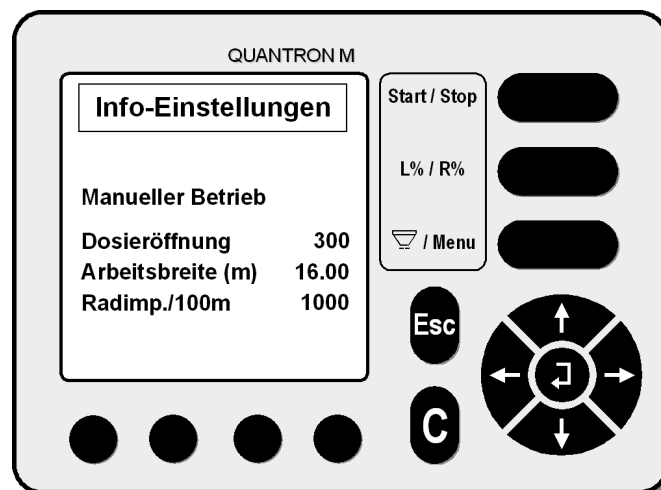 QUANTRON M
Info-Einstellungen
Manueller Betrieb
Dosieröffnung 300
Arbeitsbreite (m) 16.00
Radimp./100m 1000
Start / Stop
L% / R%
/ Menu
Esc
C